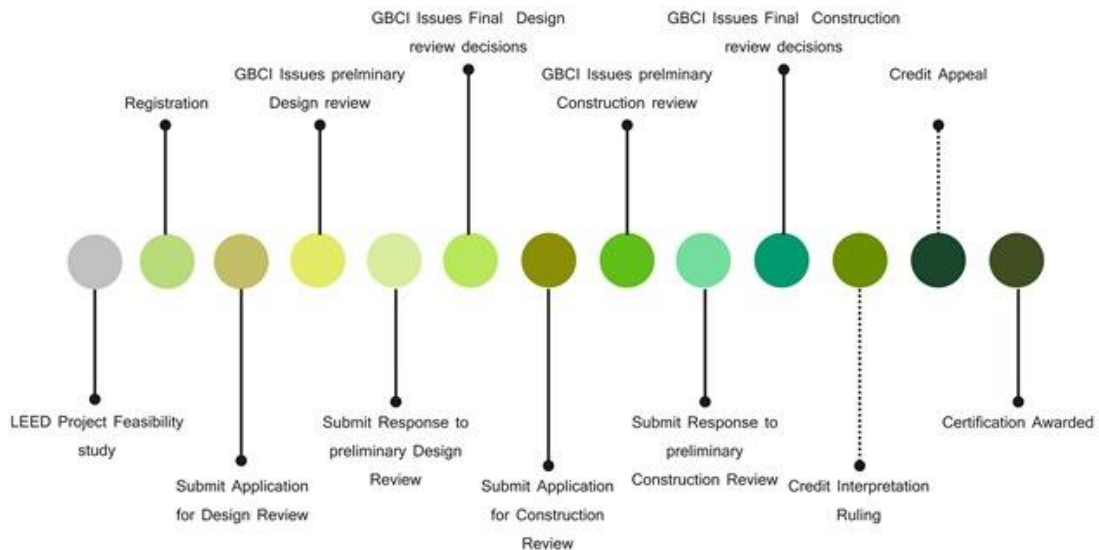 GBCI Issues Final Design
review decisions
GBCI Issues Final Construction
review decisions
GBCI Issues prelminary
Design review
GBCI Issues prelminary
Construction review
Credit Appeal
Registration
LEED Project Feasibility
study
Submit Response to
preliminary Design
Review
Submit Response to
preliminary
Construction Review
Certification Awarded
Submit Application
for Design Review
Submit Application
for Construction
Review
Credit Interpretation
Ruling